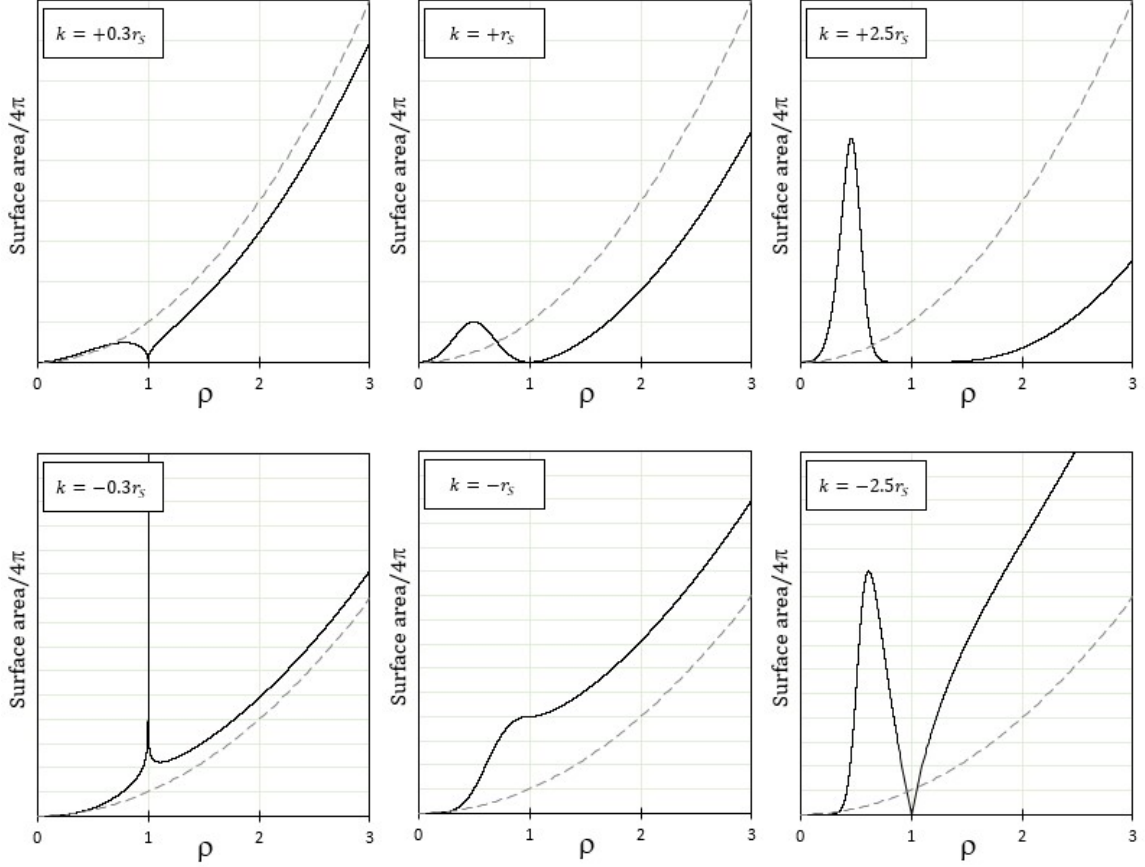 k = +0.3r_S
Surface area/4π
0 1 2 3
ρ
k = +r_S
Surface area/4π
0 1 2 3
ρ
k = +2.5r_S
Surface area/4π
0 1 2 3
ρ
k = −0.3r_S
Surface area/4π
0 1 2 3
ρ
k = −r_S
Surface area/4π
0 1 2 3
ρ
k = −2.5r_S
Surface area/4π
0 1 2 3
ρ